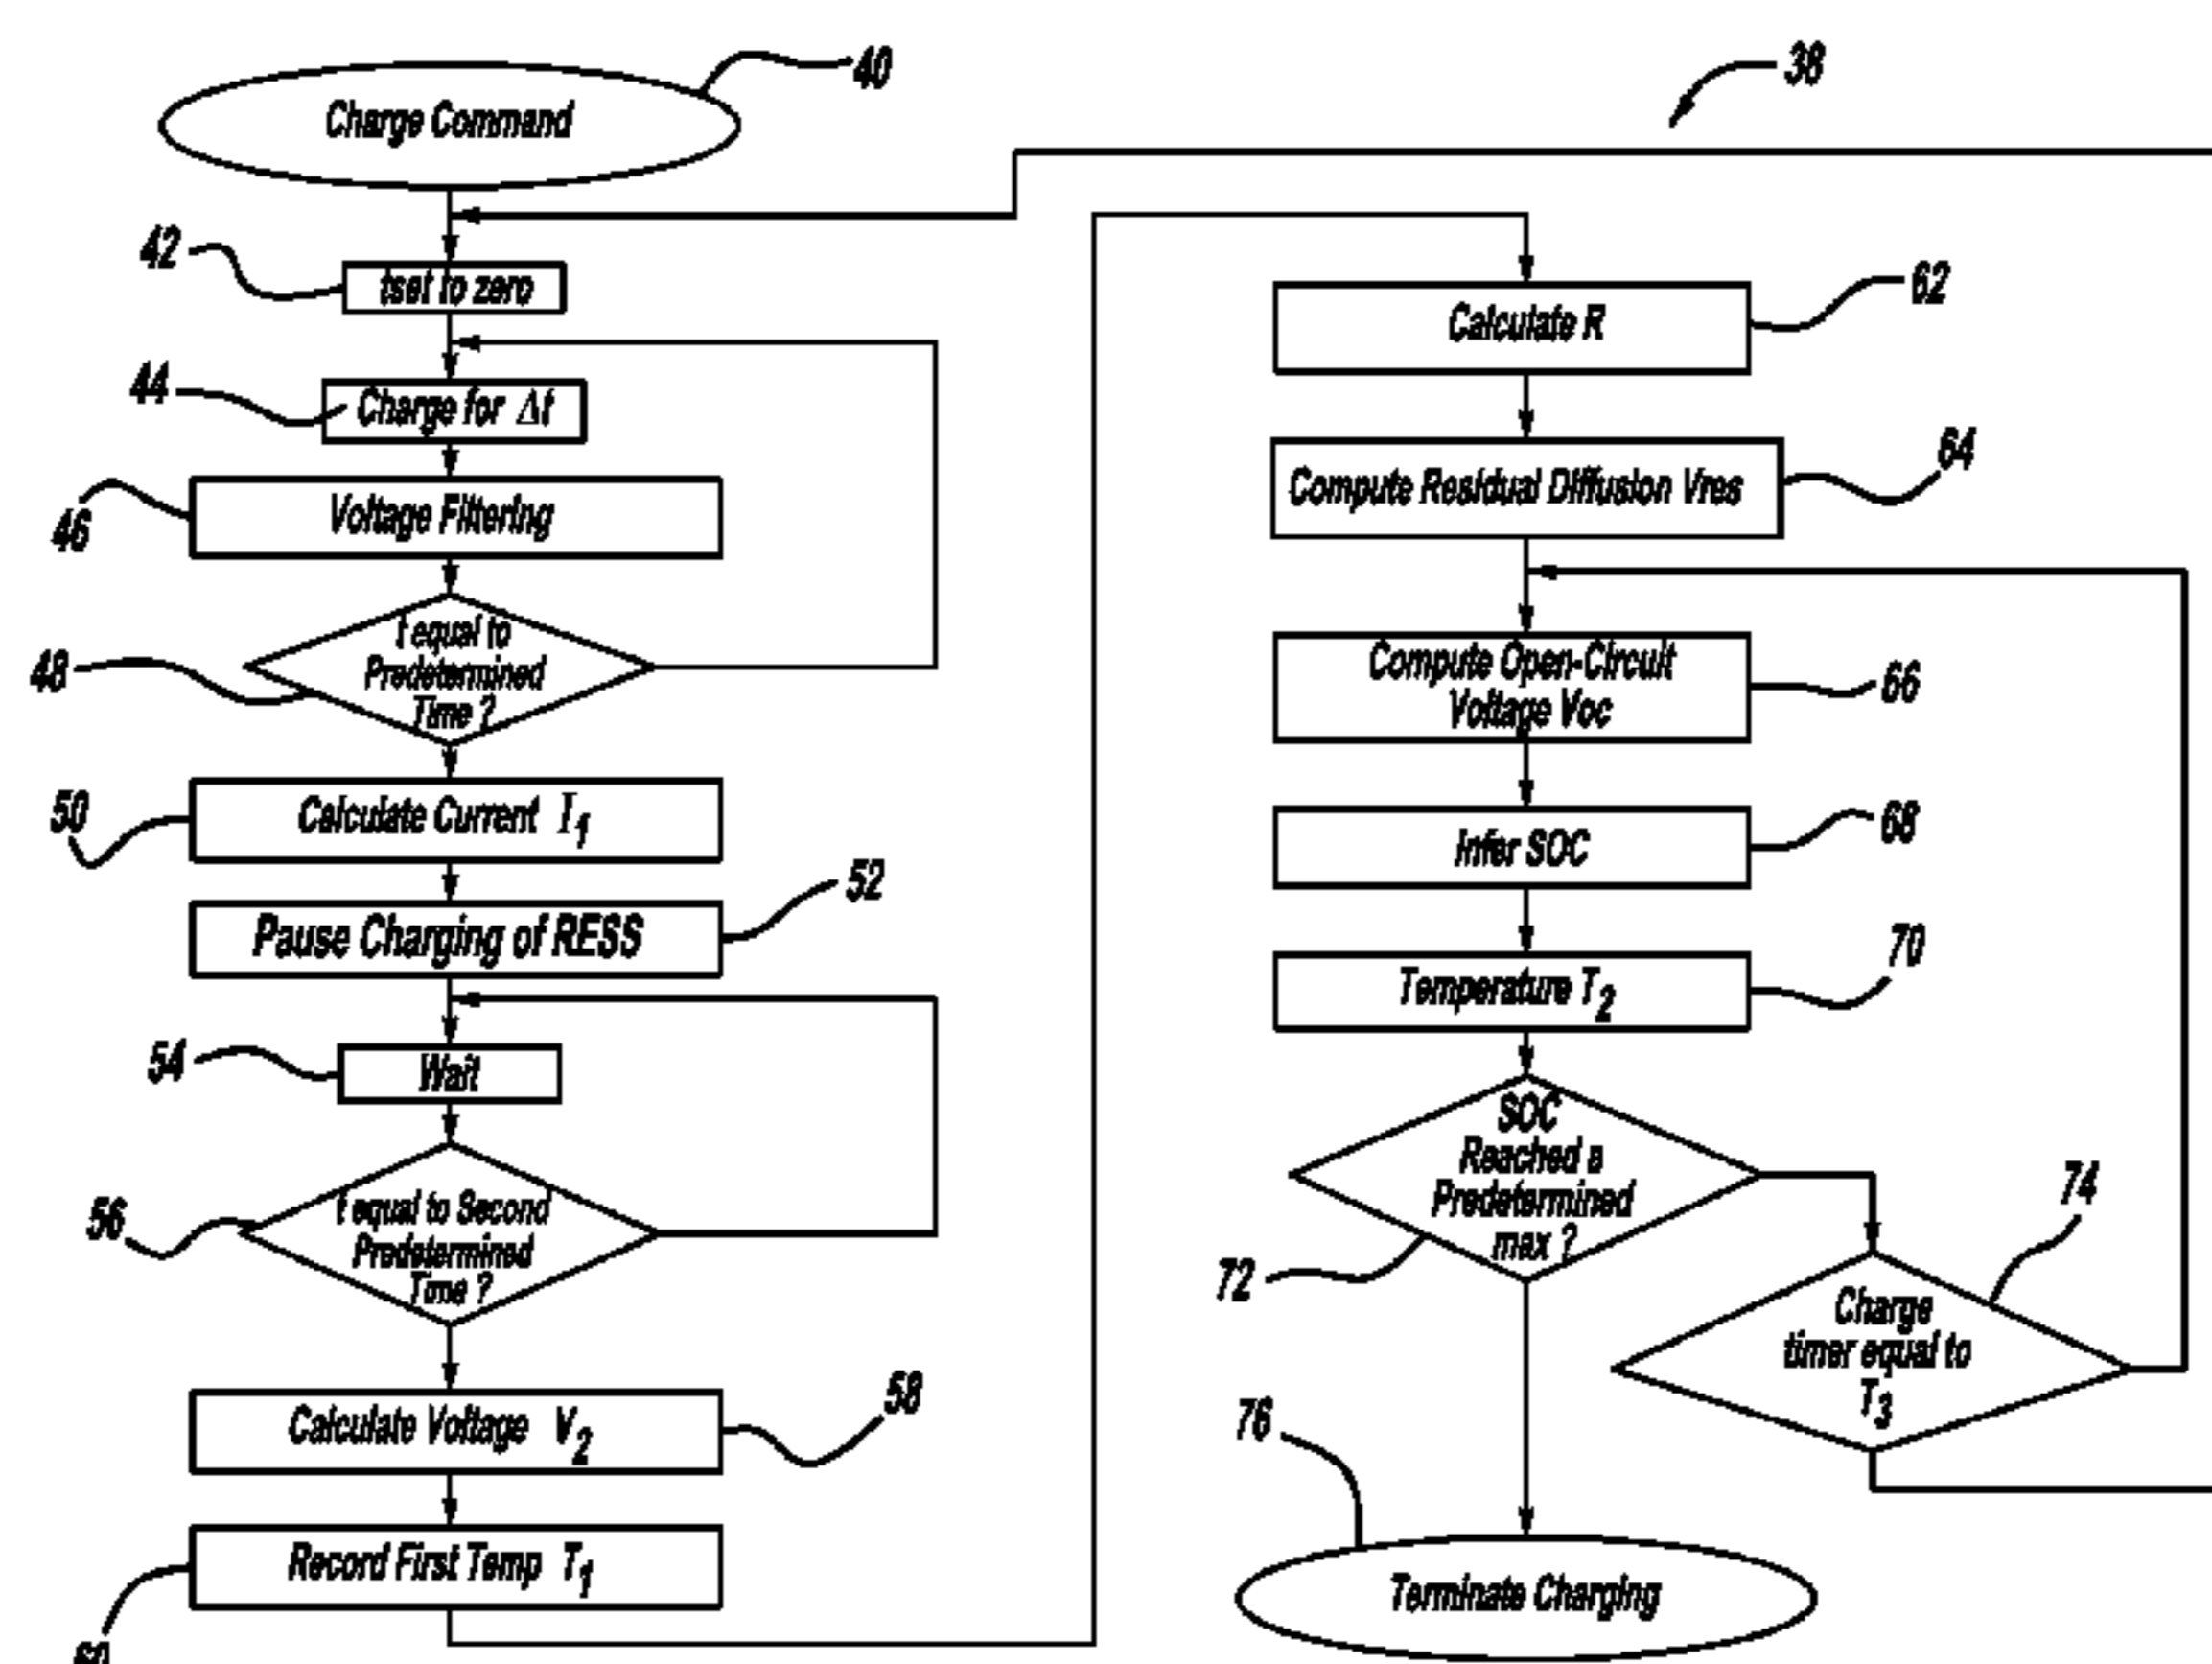 40
Charge Command
38
42
tset to zero
44
Charge for Δt
46
Voltage Filtering
48
t equal to
Predetermined
Time ?
50
Calculate Current I1
52
Pause Charging of RESS
54
Wait
56
t equal to Second
Predetermined
Time ?
58
Calculate Voltage V2
Record First Temp T1
60
62
Calculate R
64
Compute Residual Diffusion Vres
66
Compute Open-Circuit
Voltage Voc
68
Infer SOC
70
Temperature T2
SOC
Reached a
Predetermined
max ?
72
74
Charge
timer equal to
T3
76
Terminate Charging